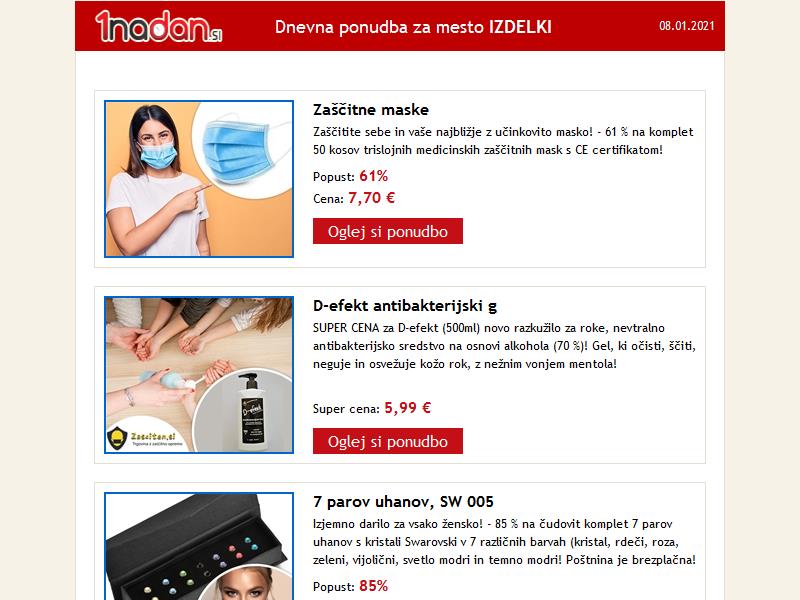 1nadan.SI
Dnevna ponudba za mesto IZDELKI
08.01.2021
Zaščitne maske
Zaščitite sebe in vaše najbližje z učinkovito masko! - 61 % na komplet
50 kosov trislojnih medicinskih zaščitnih mask s CE certifikatom!
Popust: 61%
Cena: 7,70 €
Oglej si ponudbo
D-efekt antibakterijski g
SUPER CENA za D-efekt (500ml) novo razkužilo za roke, nevtralno
antibakterijsko sredstvo na osnovi alkohola (70 %)! Gel, ki očisti, ščiti,
neguje in osvežuje kožo rok, z nežnim vonjem mentola!
Super cena: 5,99 €
Oglej si ponudbo
D-efekt
Zascitan.si
Trgovina z zaščitno opremo
7 parov uhanov, SW 005
Izjemno darilo za vsako žensko! - 85 % na čudovit komplet 7 parov
uhanov s kristali Swarovski v 7 različnih barvah (kristal, rdeči, roza,
zeleni, vijolični, svetlo modri in temno modri! Poštnina je brezplačna!
Popust: 85%